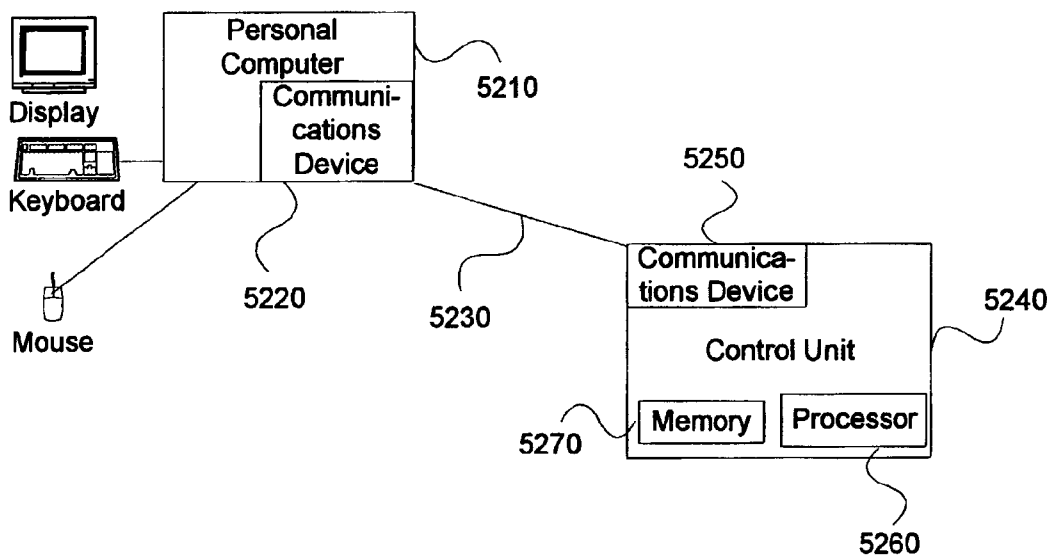 Personal
Computer
5210
Communi-
cations
Device
Display
Keyboard
Mouse
5220
5230
5250
Communica-
tions Device
5240
Control Unit
Memory
Processor
5270
5260